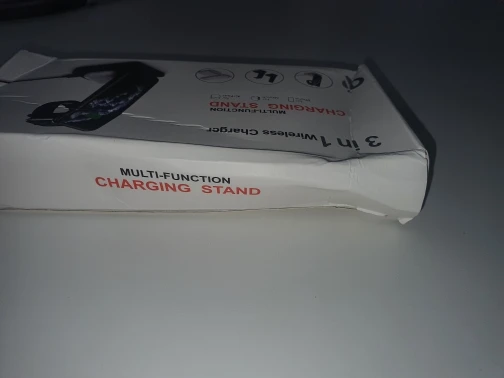 3 in 1 Wireless Charger
MULTI-FUNCTION
CHARGING STAND
MULTI-FUNCTION
CHARGING STAND